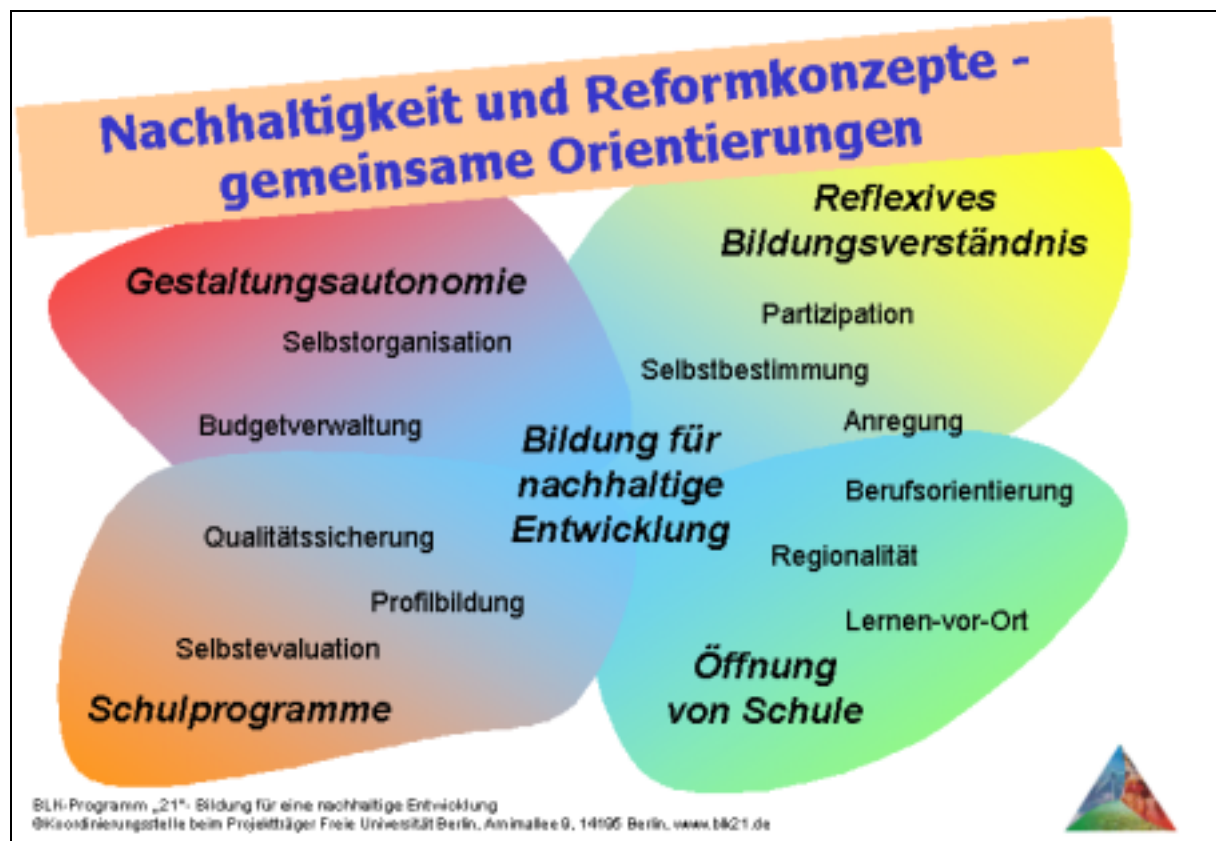 Nachhaltigkeit und Reformkonzepte -
gemeinsame Orientierungen
Gestaltungsautonomie
Selbstorganisation
Budgetverwaltung
Reflexives
Bildungsverständnis
Partizipation
Selbstbestimmung
Anregung
Bildung für
nachhaltige
Entwicklung
Qualitätssicherung
Profilbildung
Selbstevaluation
Schulprogramme
Berufsorientierung
Regionalität
Lernen-vor-Ort
Öffnung
von Schule
BLK-Programm „21“- Bildung für eine nachhaltige Entwicklung
©Koordinierungsstelle beim Projektträger Freie Universität Berlin, Arnimallee 9, 14195 Berlin, www.blk21.de